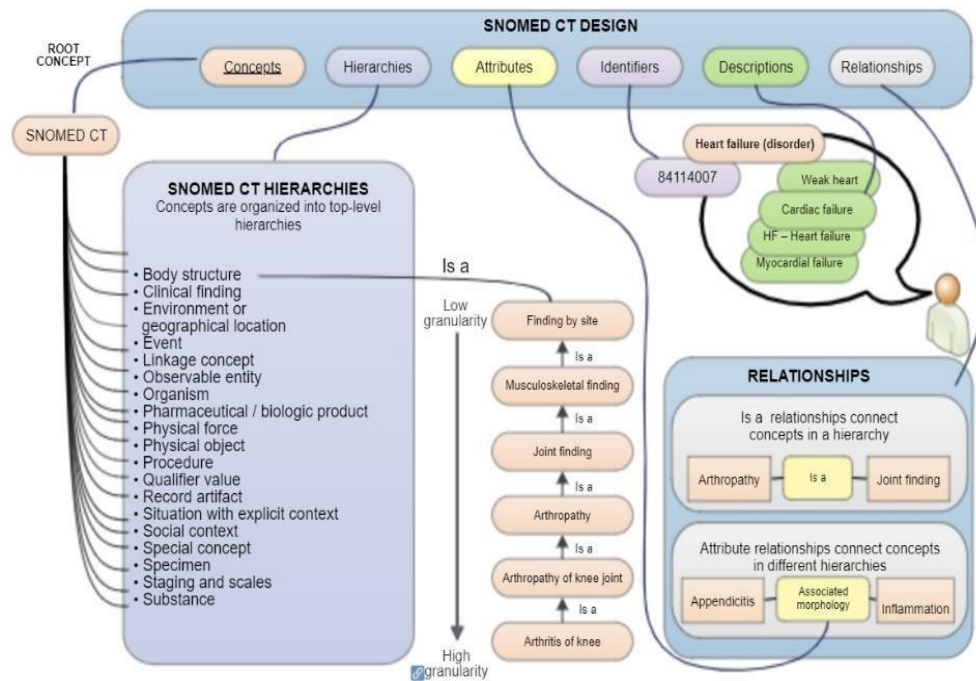 SNOMED CT DESIGN
ROOT
CONCEPT
Concepts
Hierarchies
Attributes
Identifiers
Descriptions
Relationships
SNOMED CT
Heart failure (disorder)
84114007
Weak heart
Cardiac failure
HF – Heart failure
Myocardial failure
SNOMED CT HIERARCHIES
Concepts are organized into top-level
hierarchies
• Body structure
• Clinical finding
• Environment or
geographical location
• Event
• Linkage concept
• Observable entity
• Organism
• Pharmaceutical / biologic product
• Physical force
• Physical object
• Procedure
• Qualifier value
• Record artifact
• Situation with explicit context
• Social context
• Special concept
• Specimen
• Staging and scales
• Substance
Is a
Low
granularity
High
granularity
Finding by site
Is a
Musculoskeletal finding
Is a
Joint finding
Is a
Arthropathy
Is a
Arthropathy of knee joint
Is a
Arthritis of knee
RELATIONSHIPS
Is a relationships connect
concepts in a hierarchy
Arthropathy
Is a
Joint finding
Attribute relationships connect concepts
in different hierarchies
Appendicitis
Associated
morphology
Inflammation